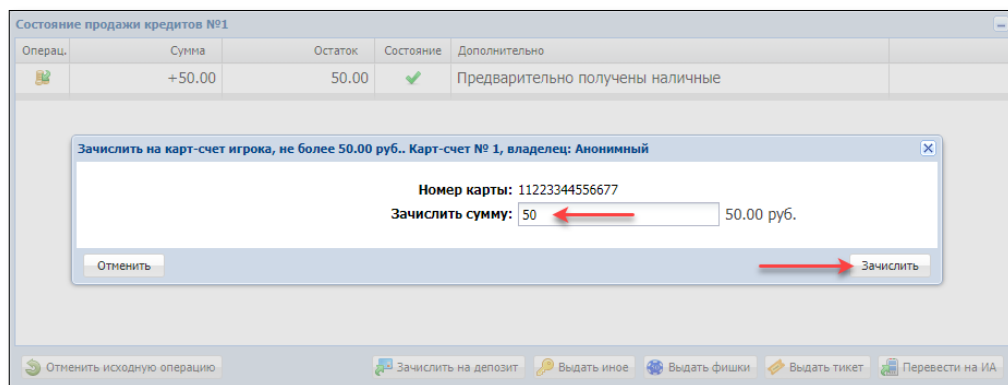 Состояние продажи кредитов №1
Операц. Сумма Остаток Состояние Дополнительно
+50.00 50.00 Предварительно получены наличные
Зачислить на карт-счет игрока, не более 50.00 руб.. Карт-счет № 1, владелец: Анонимный
Номер карты: 11223344556677
Зачислить сумму: 50 50.00 руб.
Отменить Зачислить
Отменить исходную операцию Зачислить на депозит Выдать иное Выдать фишки Выдать тикет Перевести на ИА